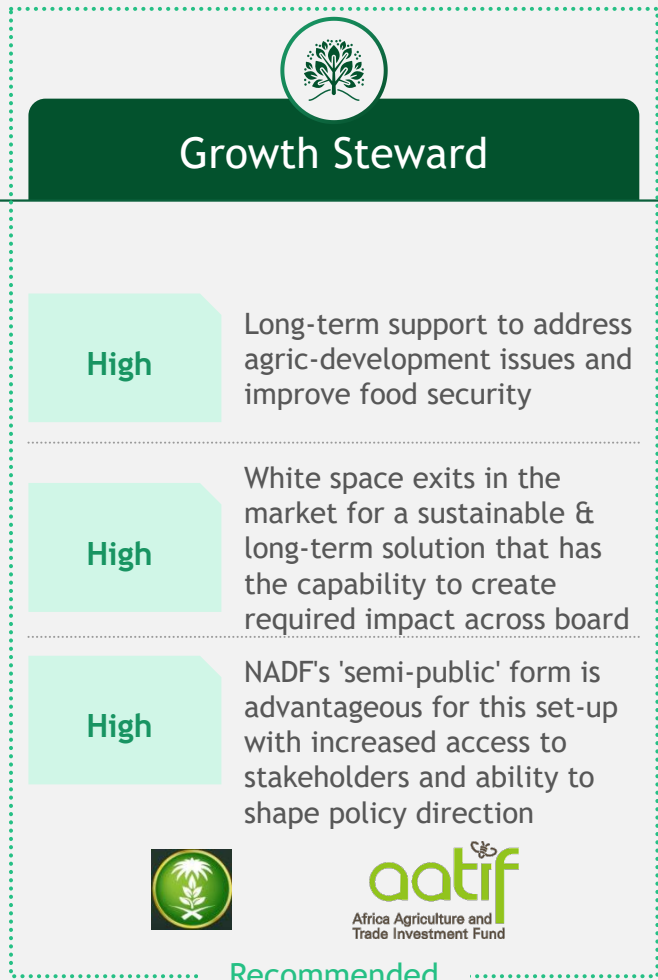 Growth Steward
High
Long-term support to address
agric-development issues and
improve food security
High
White space exits in the
market for a sustainable &
long-term solution that has
the capability to create
required impact across board
High
NADF's 'semi-public' form is
advantageous for this set-up
with increased access to
stakeholders and ability to
shape policy direction
aatif
Africa Agriculture and
Trade Investment Fund
Recommended